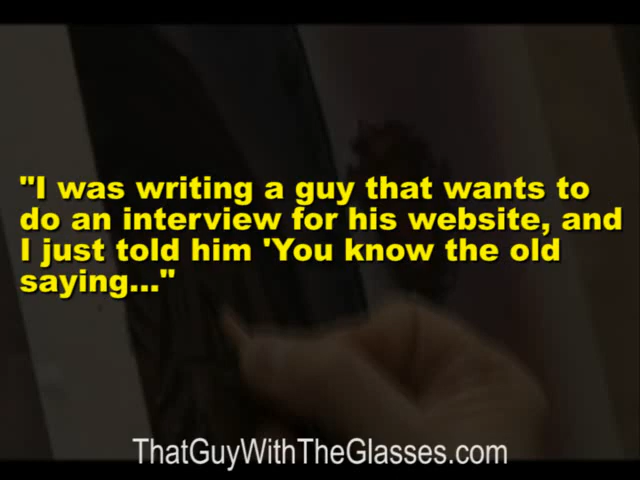 "I was writing a guy that wants to
do an interview for his website, and
I just told him 'You know the old
saying..."
ThatGuyWithTheGlasses.com